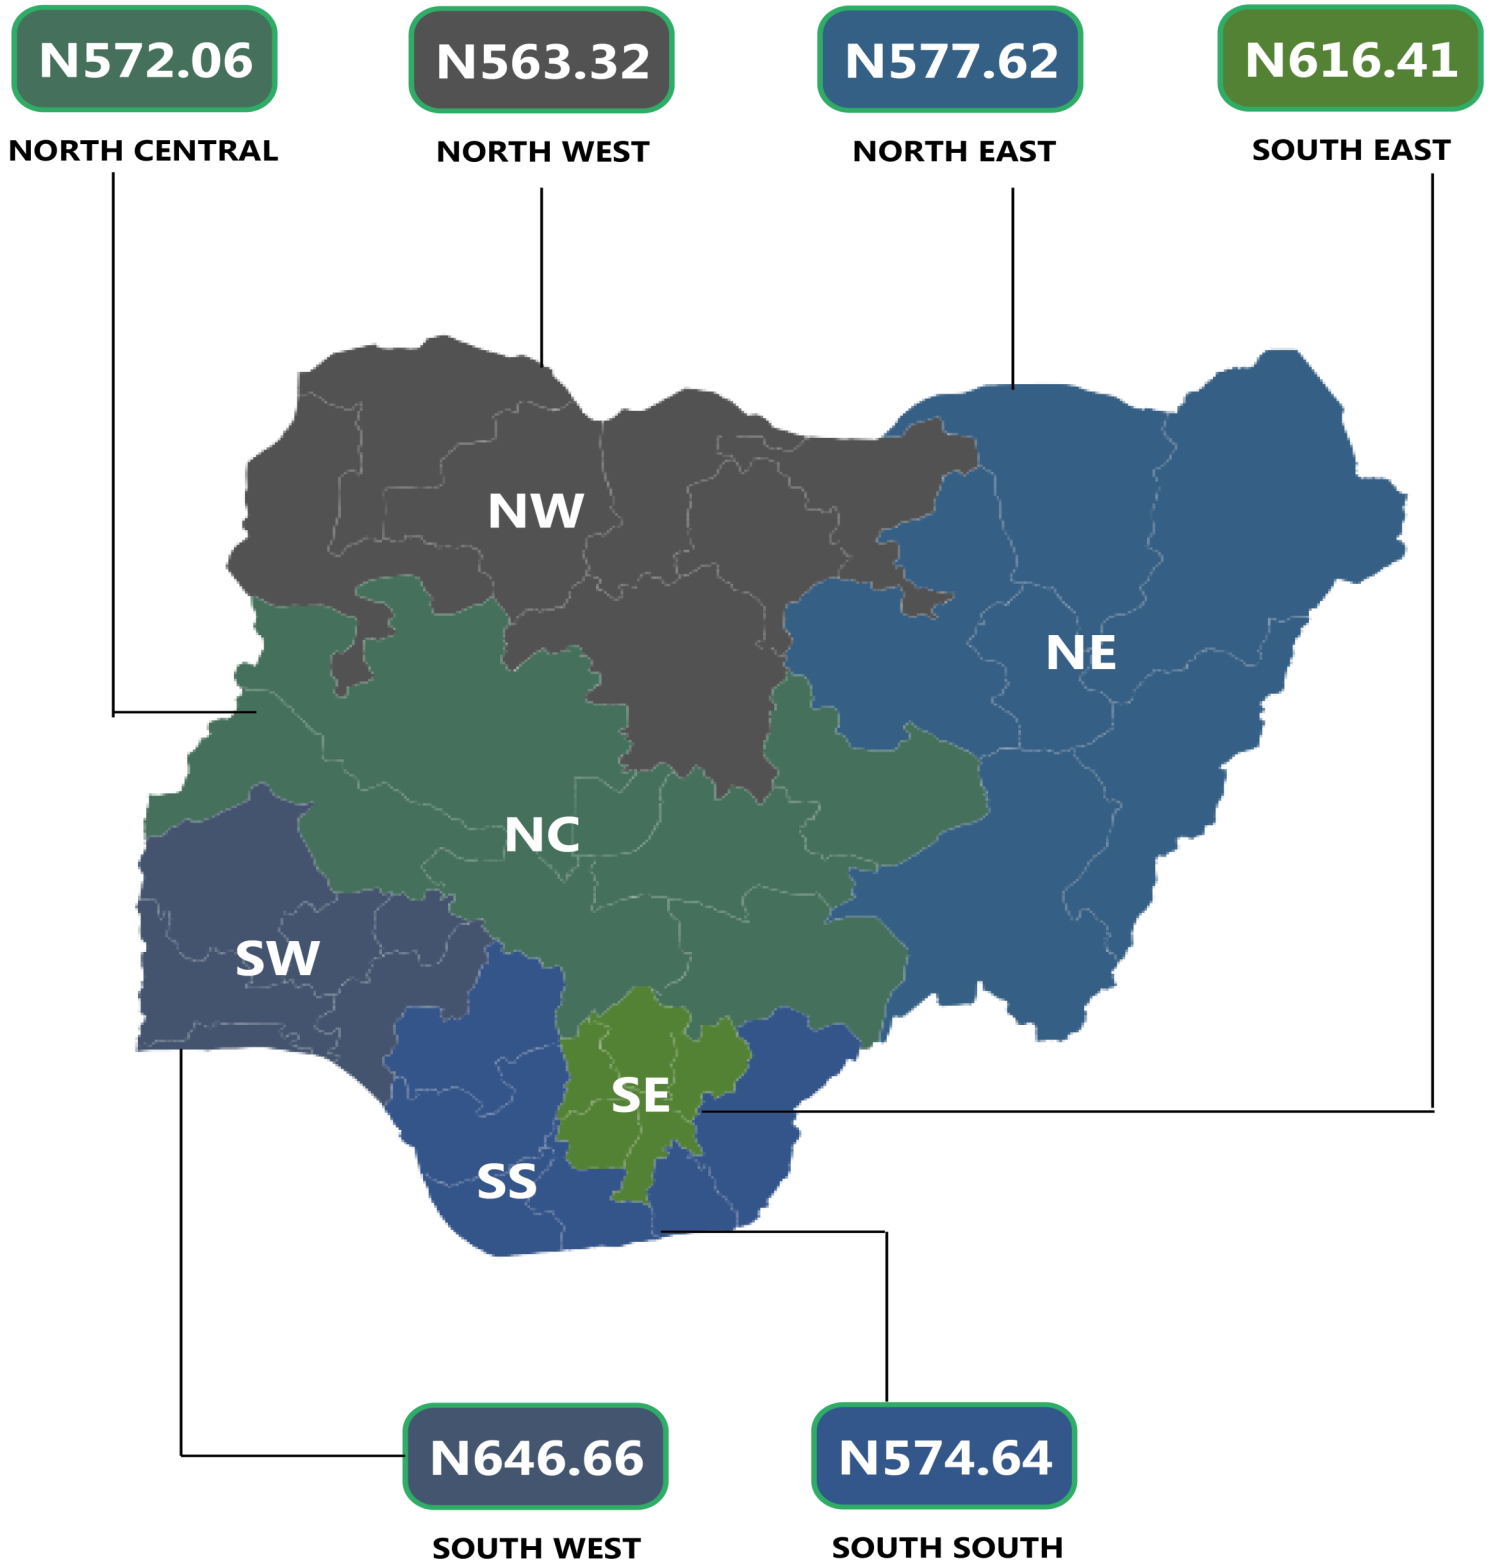 N572.06
N563.32
N577.62
N616.41
NORTH CENTRAL
NORTH WEST
NORTH EAST
SOUTH EAST
NW
NE
NC
SW
SE
SS
N646.66
N574.64
SOUTH WEST
SOUTH SOUTH